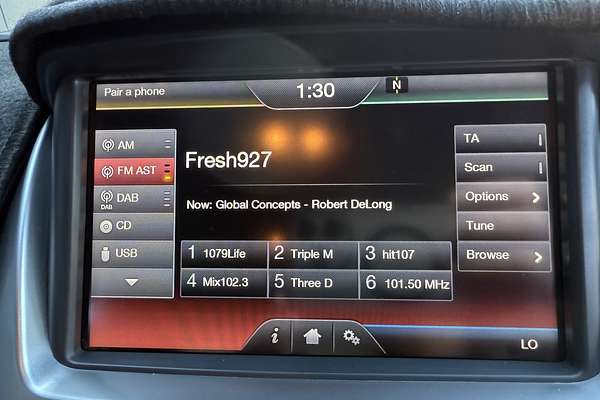 Pair a phone
1:30
N
AM
FM AST
DAB
DAB
CD
USB
Fresh927
Now: Global Concepts - Robert DeLong
1 1079Life
2 Triple M
3 hit107
4 Mix102.3
5 Three D
6 101.50 MHz
TA
Scan
Options
Tune
Browse
i
LO